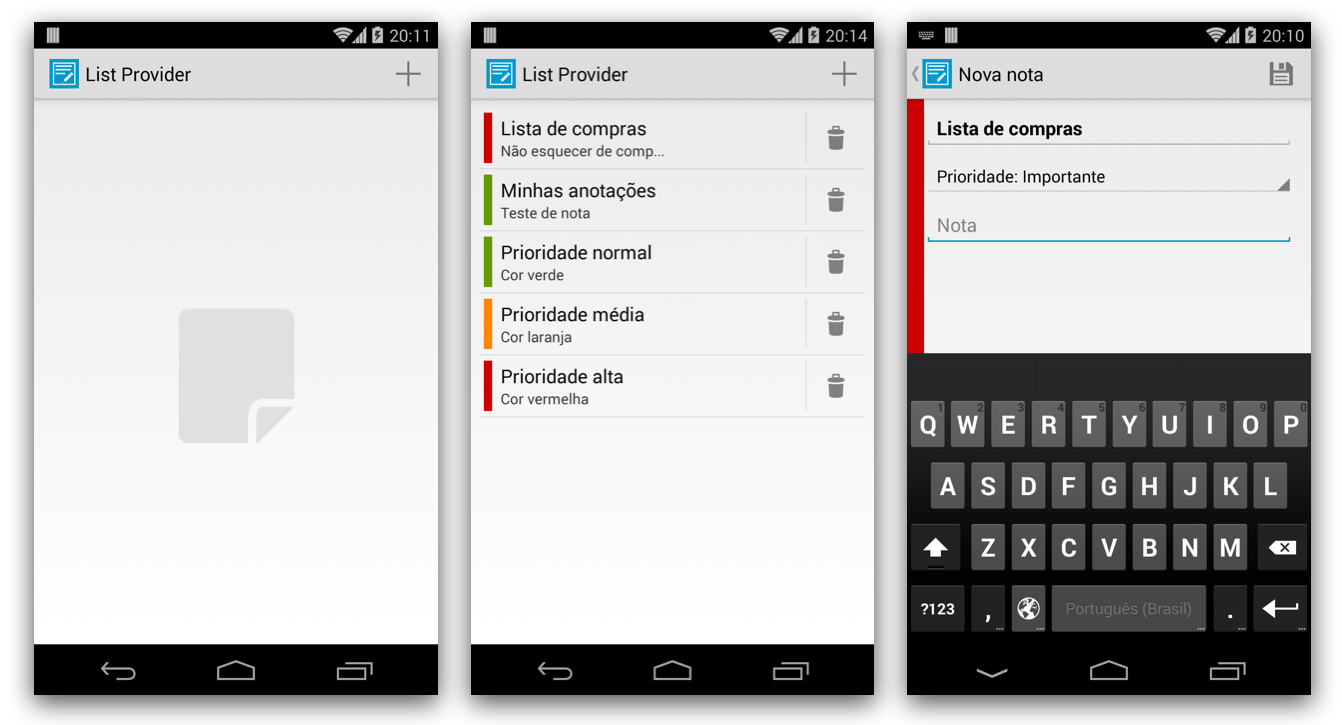 20:11
List Provider
20:14
List Provider
Lista de compras
Não esquecer de comp...
Minhas anotações
Teste de nota
Prioridade normal
Cor verde
Prioridade média
Cor laranja
Prioridade alta
Cor vermelha
20:10
Nova nota
Lista de compras
Prioridade: Importante
Nota
1 2 3 4 5 6 7 8 9 0
Q W E R T Y U I O P
A S D F G H J K L
Z X C V B N M
?123 , ... ... Português (Brasil) ... . ... ...